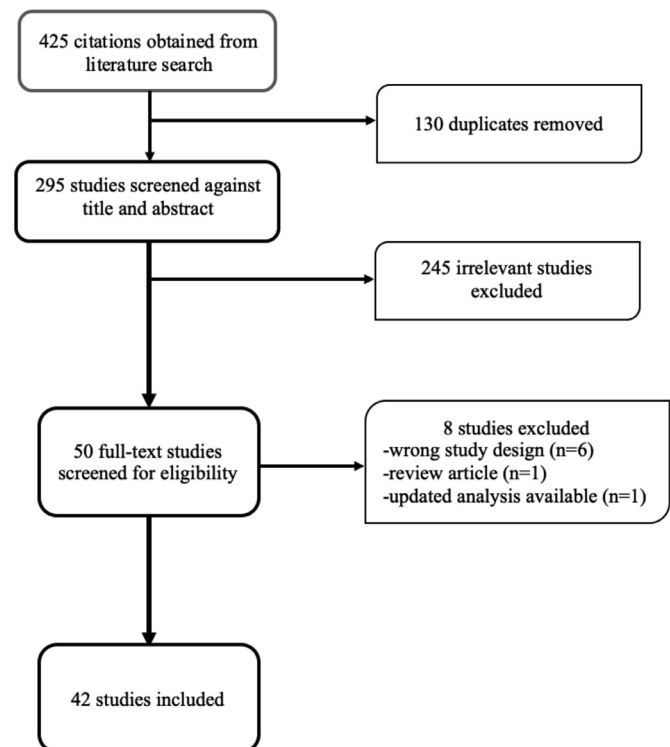 425 citations obtained from
literature search
130 duplicates removed
295 studies screened against
title and abstract
245 irrelevant studies
excluded
50 full-text studies
screened for eligibility
8 studies excluded
-wrong study design (n=6)
-review article (n=1)
-updated analysis available (n=1)
42 studies included